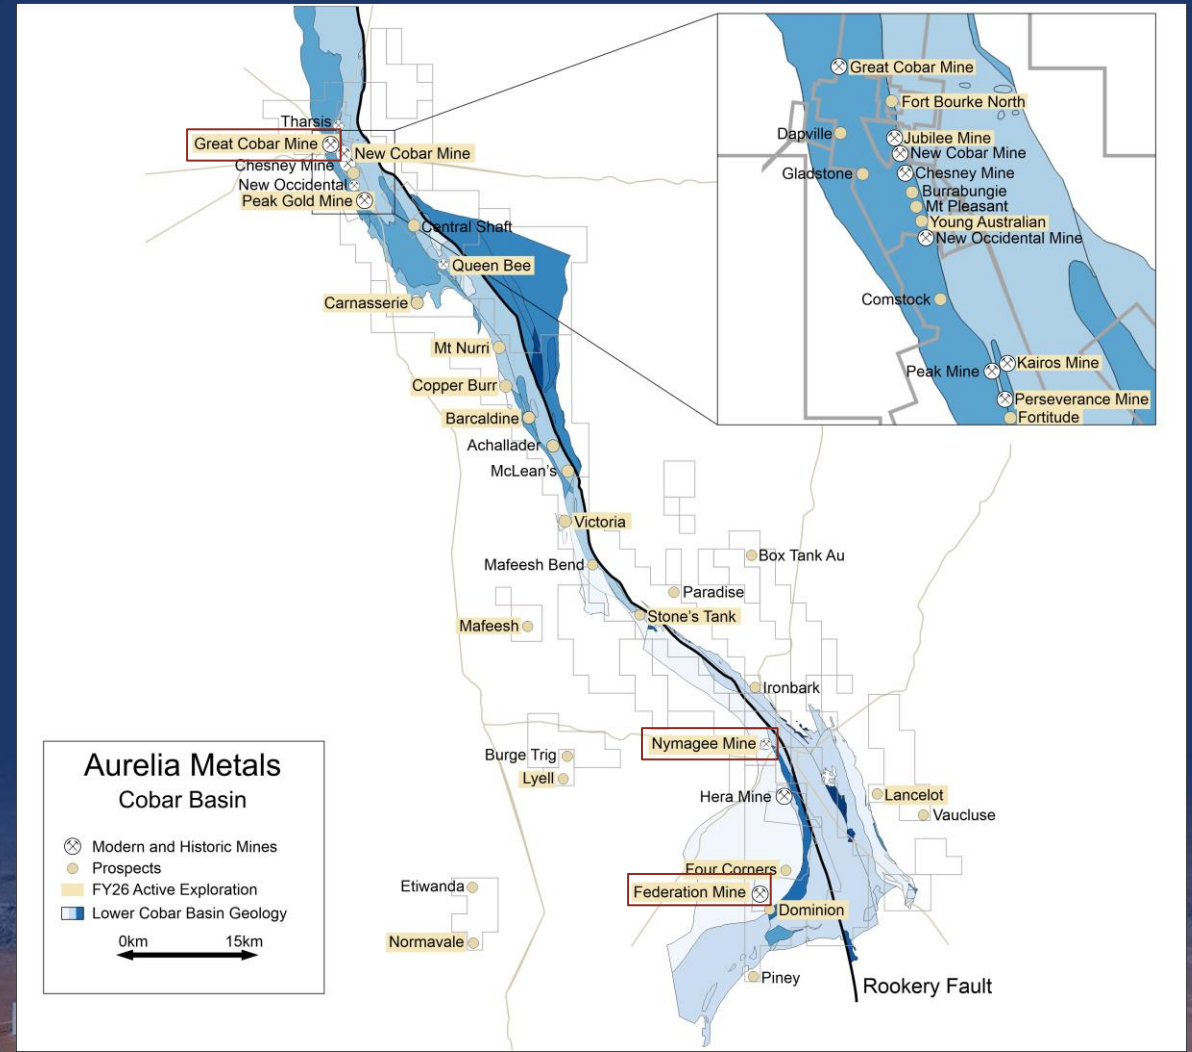 Tharsis
Great Cobar Mine
New Cobar Mine
Chesney Mine
New Occidental
Peak Gold Mine
Central Shaft
Queen Bee
Carnasserie
Mt Nurri
Copper Burr
Barcaldine
Achallader
McLean's
Victoria
Mafeesh Bend
Box Tank Au
Paradise
Stone's Tank
Mafeesh
Ironbark
Nymagee Mine
Burge Trig
Lyell
Hera Mine
Lancelot
Vaucluse
Four Corners
Etiwanda
Federation Mine
Dominion
Normavale
Piney
Rookery Fault
Great Cobar Mine
Fort Bourke North
Dapville
Jubilee Mine
New Cobar Mine
Gladstone
Chesney Mine
Burrabungie
Mt Pleasant
Young Australian
New Occidental Mine
Comstock
Kairos Mine
Peak Mine
Perseverance Mine
Fortitude
Aurelia Metals
Cobar Basin
Modern and Historic Mines
Prospects
FY26 Active Exploration
Lower Cobar Basin Geology
0km 15km